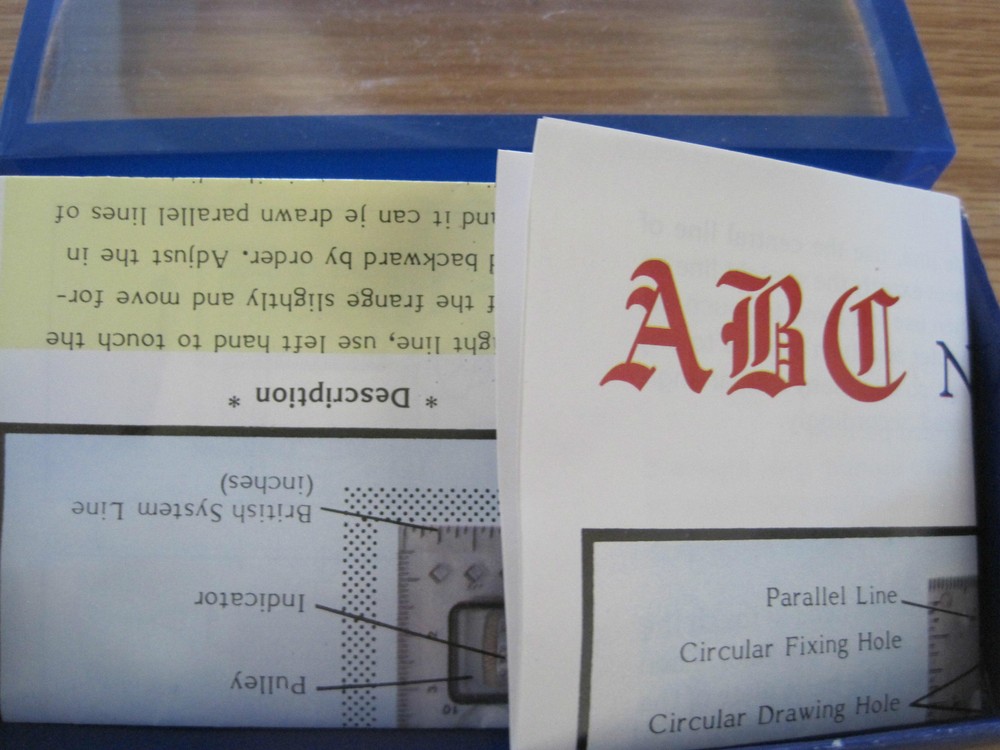 Pulley
Indicator
British System Line
(inches)
* Description *
ght line, use left hand to touch the
f the frange slightly and move for-
d backward by order. Adjust the in
nd it can je drawn parallel lines of
ABC N
Parallel Line
Circular Fixing Hole
Circular Drawing Hole
10